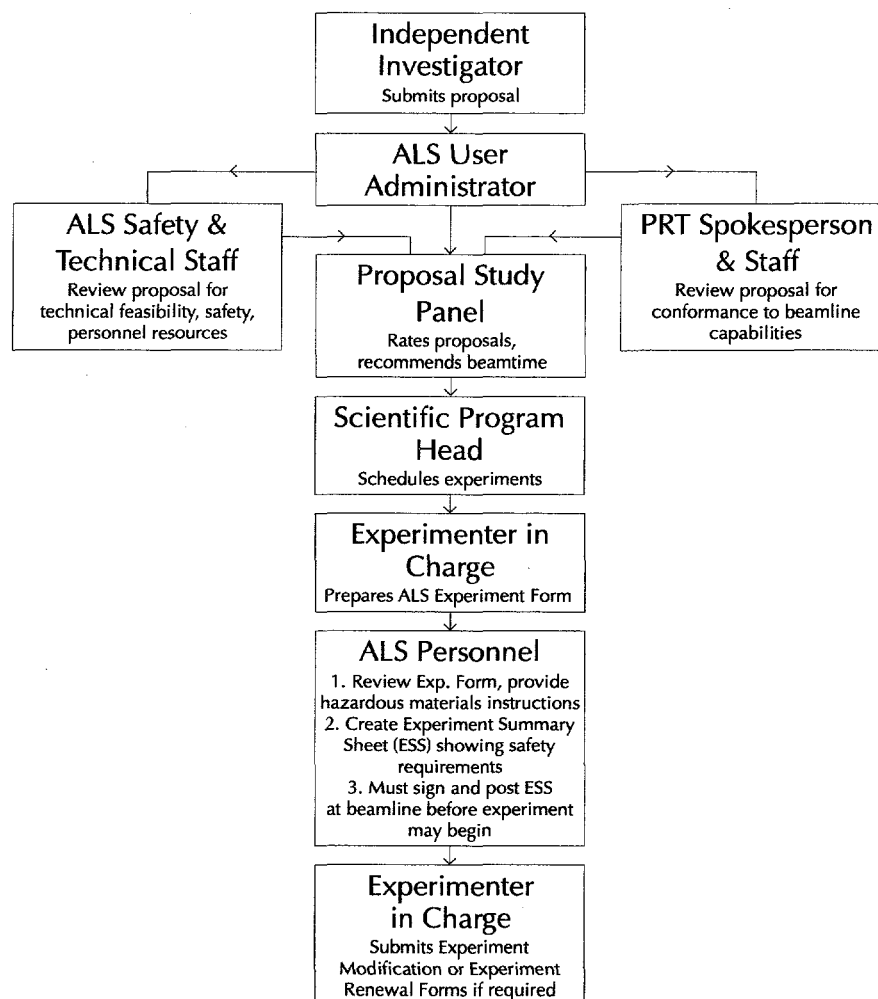 Independent
Investigator
Submits proposal
ALS User
Administrator
ALS Safety &
Technical Staff
Review proposal for
technical feasibility, safety,
personnel resources
PRT Spokesperson
& Staff
Review proposal for
conformance to beamline
capabilities
Proposal Study
Panel
Rates proposals,
recommends beamtime
Scientific Program
Head
Schedules experiments
Experimenter in
Charge
Prepares ALS Experiment Form
ALS Personnel
1. Review Exp. Form, provide
hazardous materials instructions
2. Create Experiment Summary
Sheet (ESS) showing safety
requirements
3. Must sign and post ESS
at beamline before experiment
may begin
Experimenter
in Charge
Submits Experiment
Modification or Experiment
Renewal Forms if required